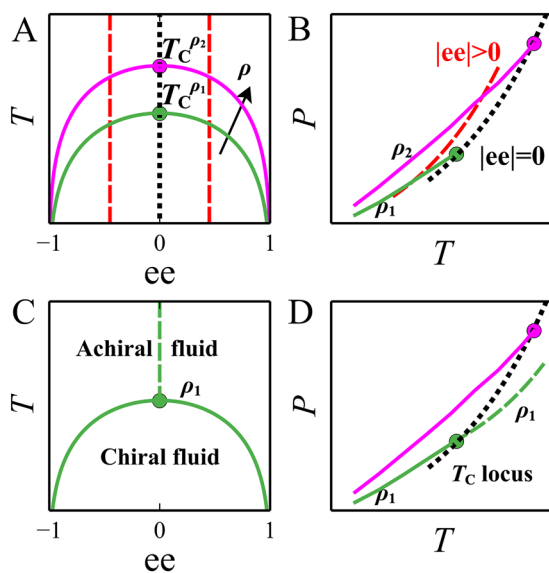 A
T
T_C^ρ2
T_C^ρ1
ρ
−1
0
1
ee
B
P
|ee|>0
ρ2
|ee|=0
ρ1
T
C
T
Achiral fluid
ρ1
Chiral fluid
−1
0
1
ee
D
P
ρ1
ρ1
T_C locus
T